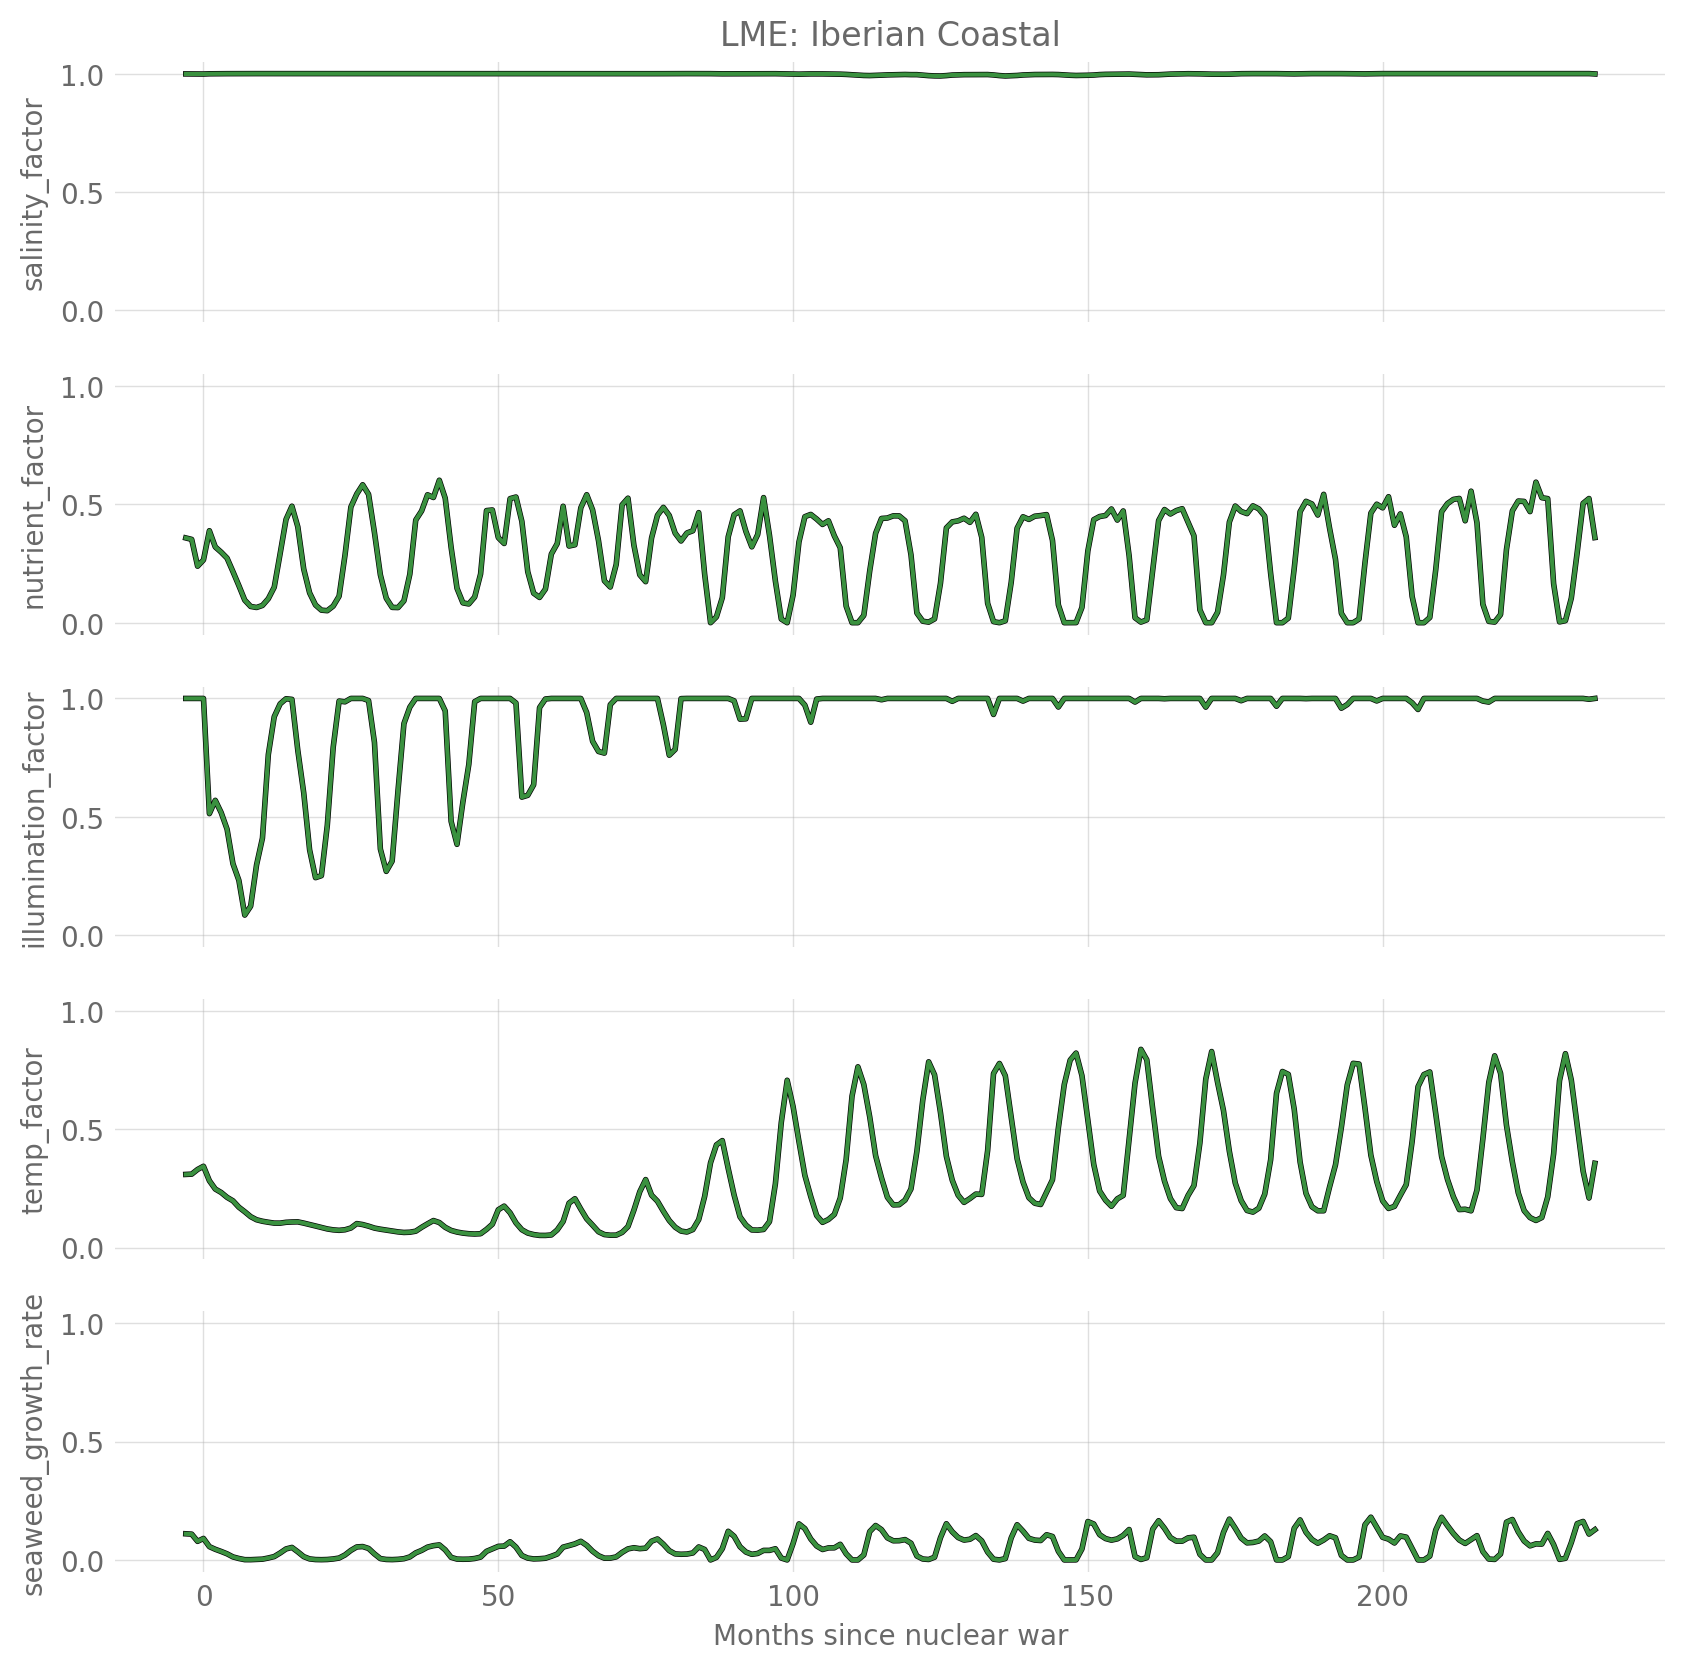 LME: Iberian Coastal
1.0
0.5
0.0
salinity_factor
1.0
0.5
0.0
nutrient_factor
1.0
0.5
0.0
illumination_factor
1.0
0.5
0.0
temp_factor
1.0
0.5
0.0
seaweed_growth_rate
0 50 100 150 200
Months since nuclear war